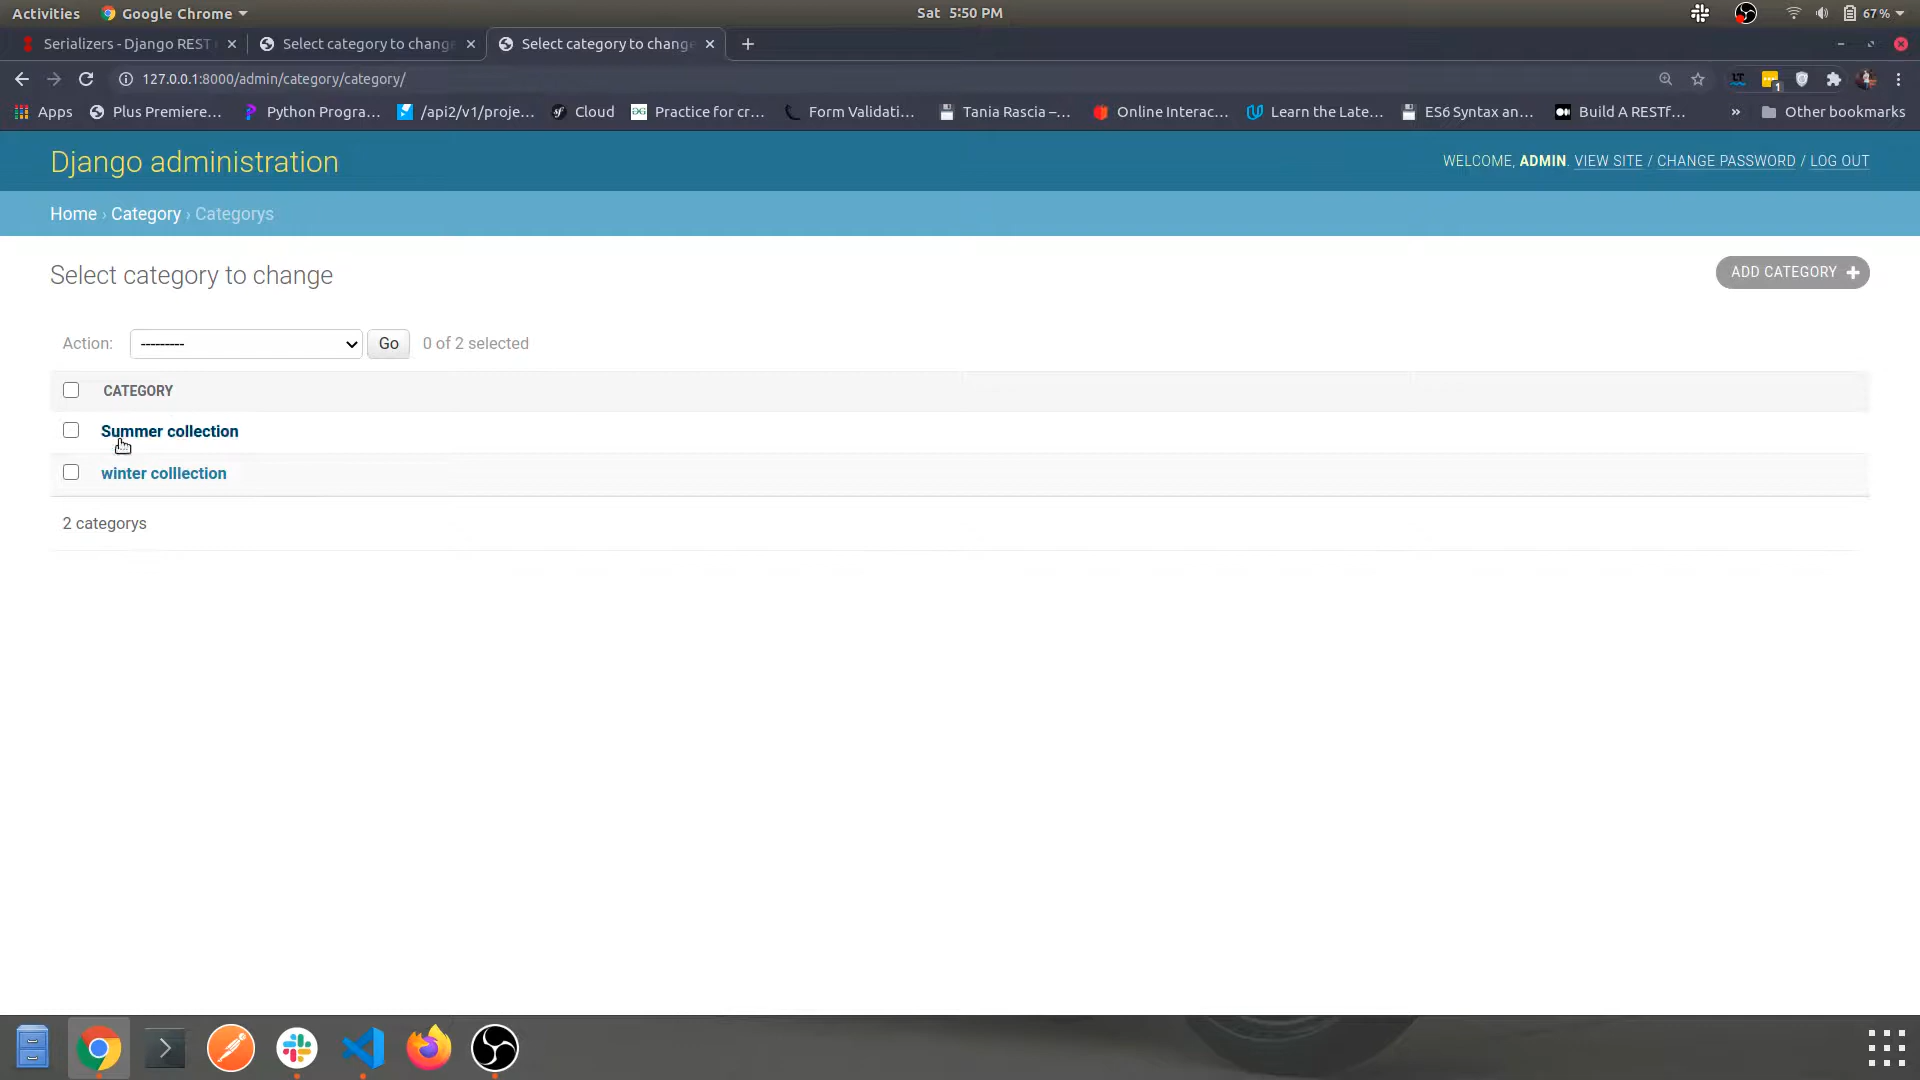 Activities Google Chrome Sat 5:50 PM 67%
Serializers - Django REST Select category to change Select category to change
127.0.0.1:8000/admin/category/category/ 1
Apps Plus Premiere... Python Progra... /api2/v1/proje... Cloud Practice for cr... Form Validati... Tania Rascia –... Online Interac... Learn the Late... ES6 Syntax an... Build A RESTf... » Other bookmarks
Django administration WELCOME, ADMIN. VIEW SITE / CHANGE PASSWORD / LOG OUT
Home › Category › Categorys
Select category to change ADD CATEGORY +
Action: --------- Go 0 of 2 selected
CATEGORY
Summer collection
winter colllection
2 categorys